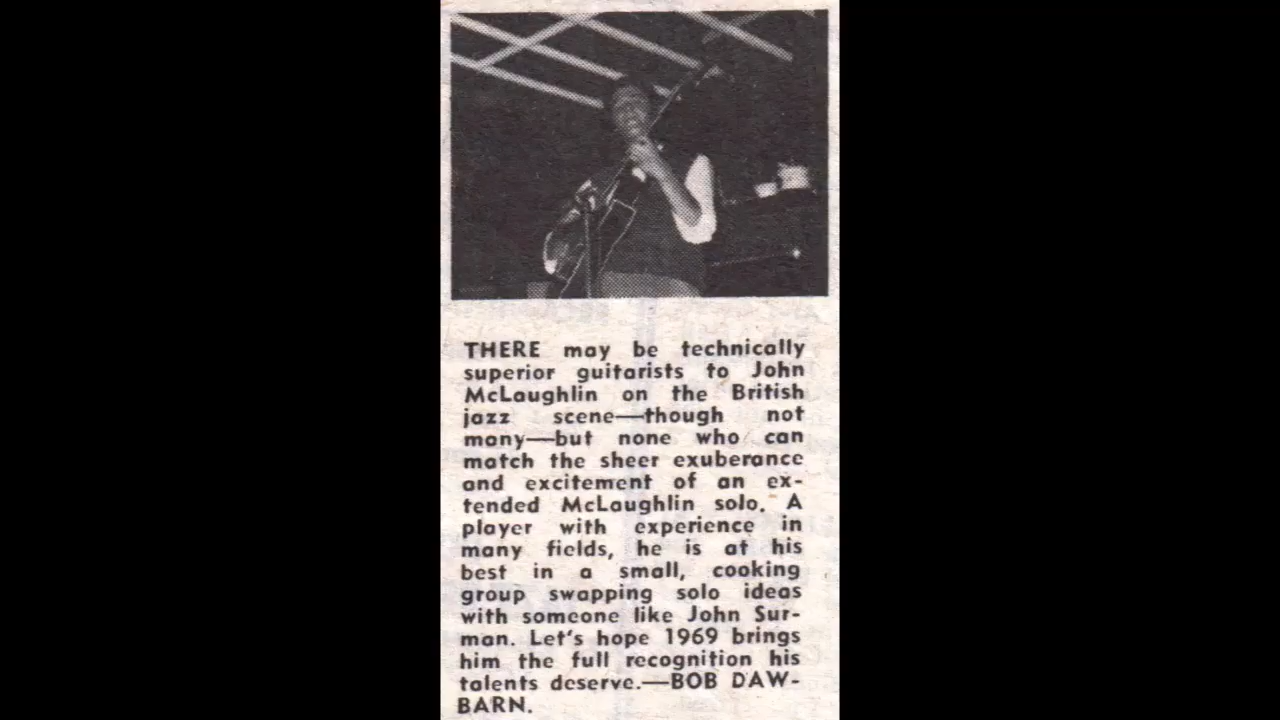 THERE may be technically
superior guitarists to John
McLaughlin on the British
jazz scene—though not
many—but none who can
match the sheer exuberance
and excitement of an ex-
tended McLaughlin solo. A
player with experience in
many fields, he is at his
best in a small, cooking
group swapping solo ideas
with someone like John Sur-
man. Let's hope 1969 brings
him the full recognition his
talents deserve.—BOB DAW-
BARN.